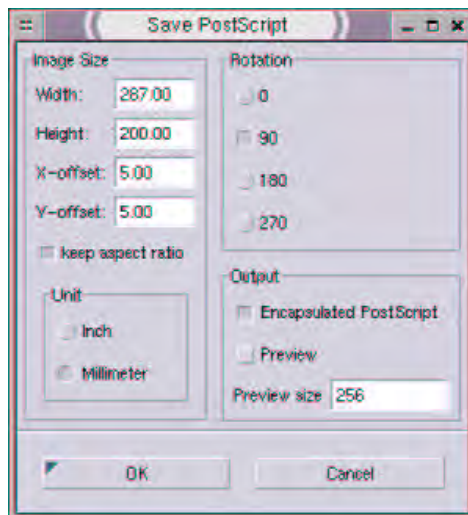 Save PostScript
Image Size
Width: 287.00
Height: 200.00
X-offset: 5.00
Y-offset: 5.00
keep aspect ratio
Unit
Inch
Millimeter
Rotation
0
90
180
270
Output
Encapsulated PostScript
Preview
Preview size 256
OK
Cancel